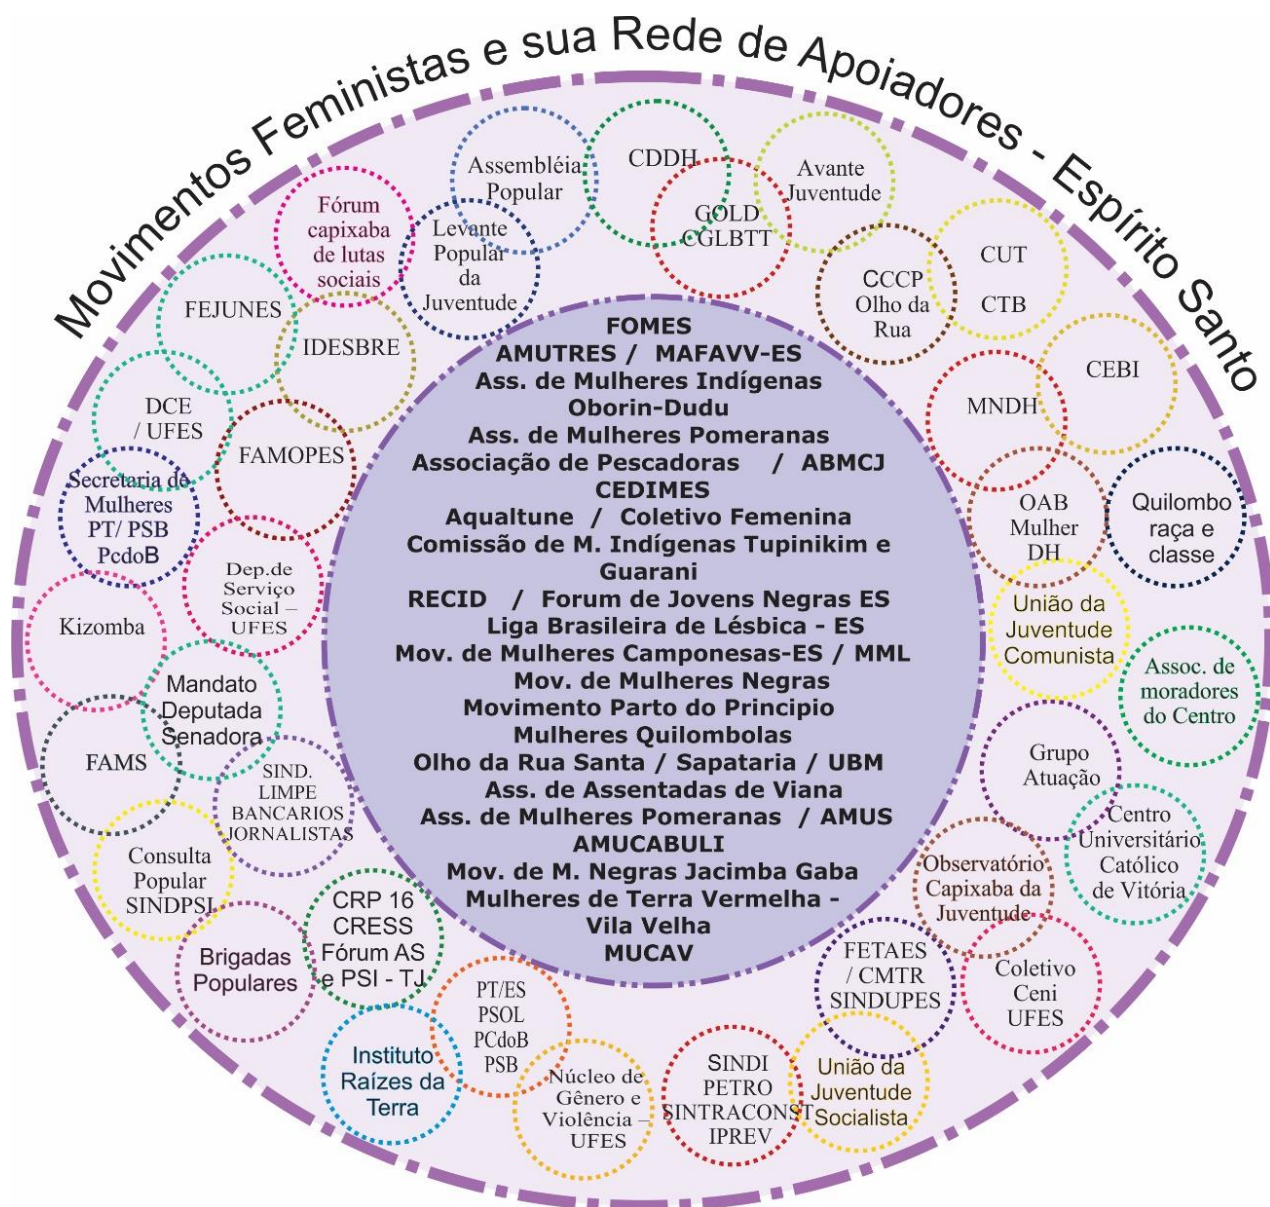 Movimentos Feministas e sua Rede de Apoiadores - Espírito Santo
Assembléia
Popular
CDDH
Avante
Juventude
GOLD
CGLBTT
Fórum
capixaba
de lutas
sociais
Levante
Popular
da
Juventude
CCCP
Olho da
Rua
CUT
CTB
FEJUNES
IDESBRE
CEBI
MNDH
DCE
/ UFES
FAMOPES
Secretaria de
Mulheres
PT/ PSB
PcdoB
OAB
Mulher
DH
Quilombo
raça e
classe
Dep.de
Serviço
Social –
UFES
Kizomba
União da
Juventude
Comunista
Assoc. de
moradores
do Centro
Mandato
Deputada
Senadora
FAMS
SIND.
LIMPE
BANCARIOS
JORNALISTAS
Grupo
Atuação
Centro
Universitário
Católico
de Vitória
Consulta
Popular
SINDPSI
Observatório
Capixaba da
Juventude
Brigadas
Populares
CRP 16
CRESS
Fórum AS
e PSI - TJ
FETAES
/ CMTR
SINDUPES
Coletivo
Ceni
UFES
PT/ES
PSOL
PCdoB
PSB
Instituto
Raízes da
Terra
Núcleo de
Gênero e
Violência –
UFES
SINDI
PETRO
SINTRACONST
IPREV
União da
Juventude
Socialista
FOMES
AMUTRES / MAFAVV-ES
Ass. de Mulheres Indígenas
Oborin-Dudu
Ass. de Mulheres Pomeranas
Associação de Pescadoras / ABMCJ
CEDIMES
Aqualtune / Coletivo Femenina
Comissão de M. Indígenas Tupinikim e
Guarani
RECID / Forum de Jovens Negras ES
Liga Brasileira de Lésbica - ES
Mov. de Mulheres Camponesas-ES / MML
Mov. de Mulheres Negras
Movimento Parto do Principio
Mulheres Quilombolas
Olho da Rua Santa / Sapataria / UBM
Ass. de Assentadas de Viana
Ass. de Mulheres Pomeranas / AMUS
AMUCABULI
Mov. de M. Negras Jacimba Gaba
Mulheres de Terra Vermelha -
Vila Velha
MUCAV